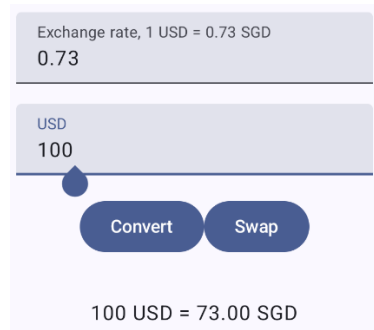 Exchange rate, 1 USD = 0.73 SGD
0.73
USD
100
Convert Swap
100 USD = 73.00 SGD